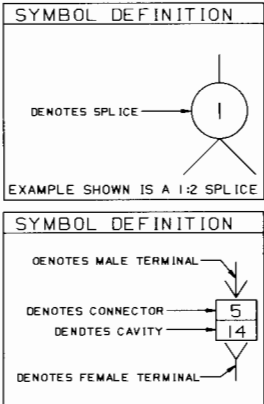 SYMBOL DEFINITION
1
DENOTES SPLICE
EXAMPLE SHOWN IS A 1:2 SPLICE
SYMBOL DEFINITION
DENOTES MALE TERMINAL
DENOTES CONNECTOR
5
DENOTES CAVITY
14
DENOTES FEMALE TERMINAL